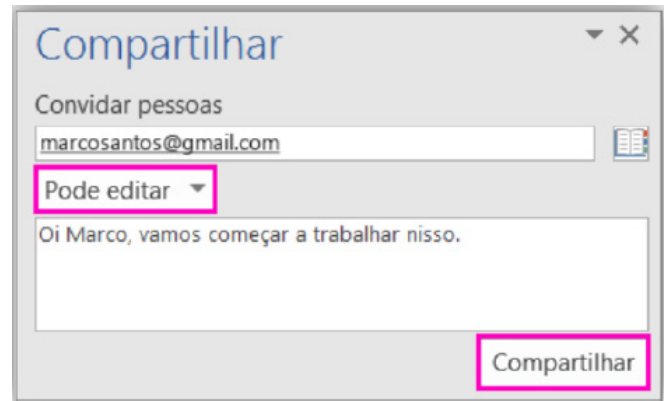 Compartilhar
Convidar pessoas
marcosantos@gmail.com
Pode editar
Oi Marco, vamos começar a trabalhar nisso.
Compartilhar